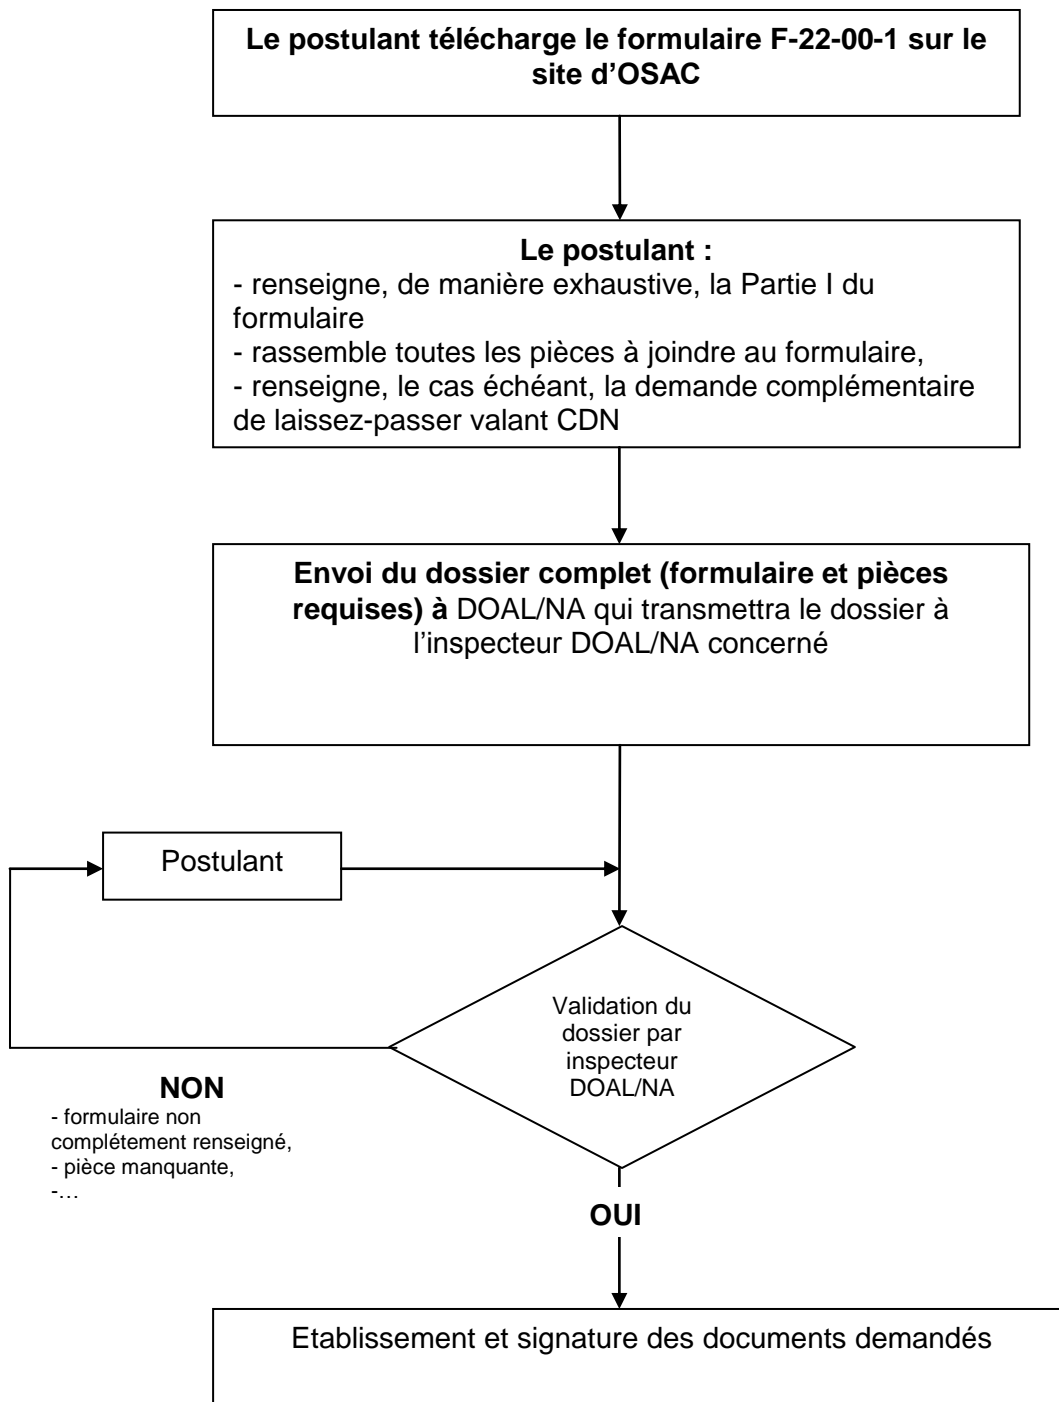 Le postulant télécharge le formulaire F-22-00-1 sur le
site d’OSAC
Le postulant :
- renseigne, de manière exhaustive, la Partie I du
formulaire
- rassemble toutes les pièces à joindre au formulaire,
- renseigne, le cas échéant, la demande complémentaire
de laissez-passer valant CDN
Envoi du dossier complet (formulaire et pièces
requises) à DOAL/NA qui transmettra le dossier à
l’inspecteur DOAL/NA concerné
Postulant
Validation du
dossier par
inspecteur
DOAL/NA
NON
- formulaire non
complétement renseigné,
- pièce manquante,
-…
OUI
Etablissement et signature des documents demandés